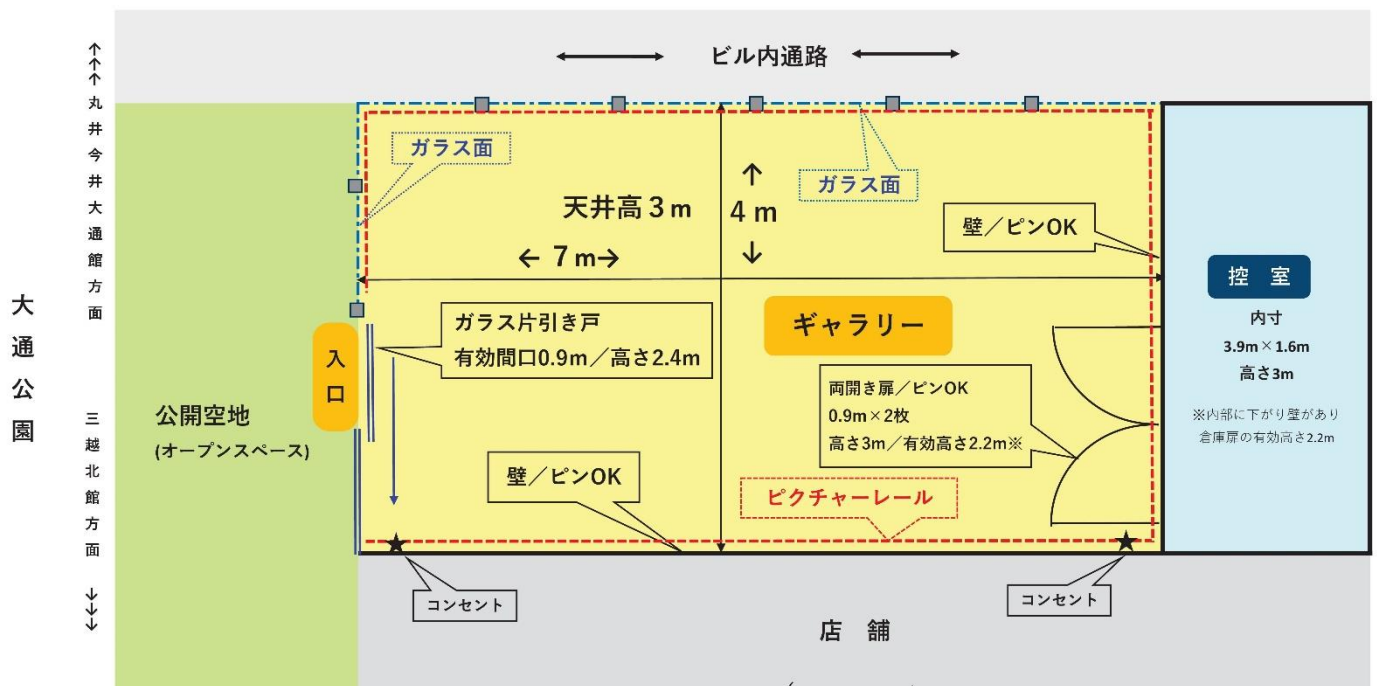 ビル内通路
↑↑↑丸井今井大通館方面
大通公園
三越北館方面 ↓↓↓
公開空地
(オープンスペース)
入口
ガラス面
ガラス面
天井高3m
↑
4m
↓
← 7m→
壁/ピンOK
ガラス片引き戸
有効間口0.9m/高さ2.4m
ギャラリー
両開き扉/ピンOK
0.9m×2枚
高さ3m/有効高さ2.2m※
壁/ピンOK
ピクチャーレール
控 室
内寸
3.9m×1.6m
高さ3m
※内部に下がり壁があり
倉庫扉の有効高さ2.2m
★
★
コンセント
コンセント
店 舗